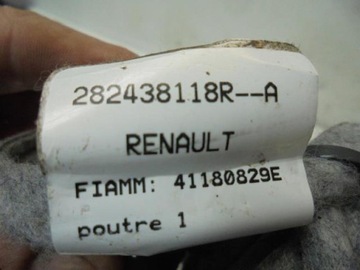 282438118R--A
RENAULT
FIAMM: 41180829E
poutre 1